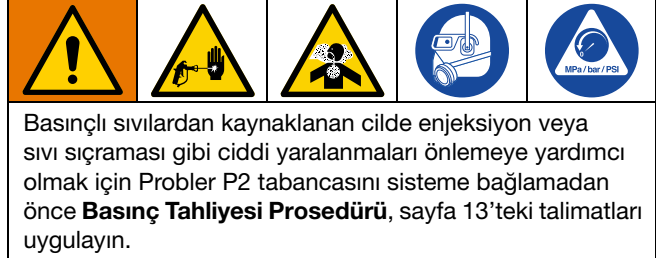 MPa / bar / PSI
Basınçlı sıvılardan kaynaklanan cilde enjeksiyon veya
sıvı sıçraması gibi ciddi yaralanmaları önlemeye yardımcı
olmak için Probler P2 tabancasını sisteme bağlamadan
önce Basınç Tahliyesi Prosedürü, sayfa 13’teki talimatları
uygulayın.